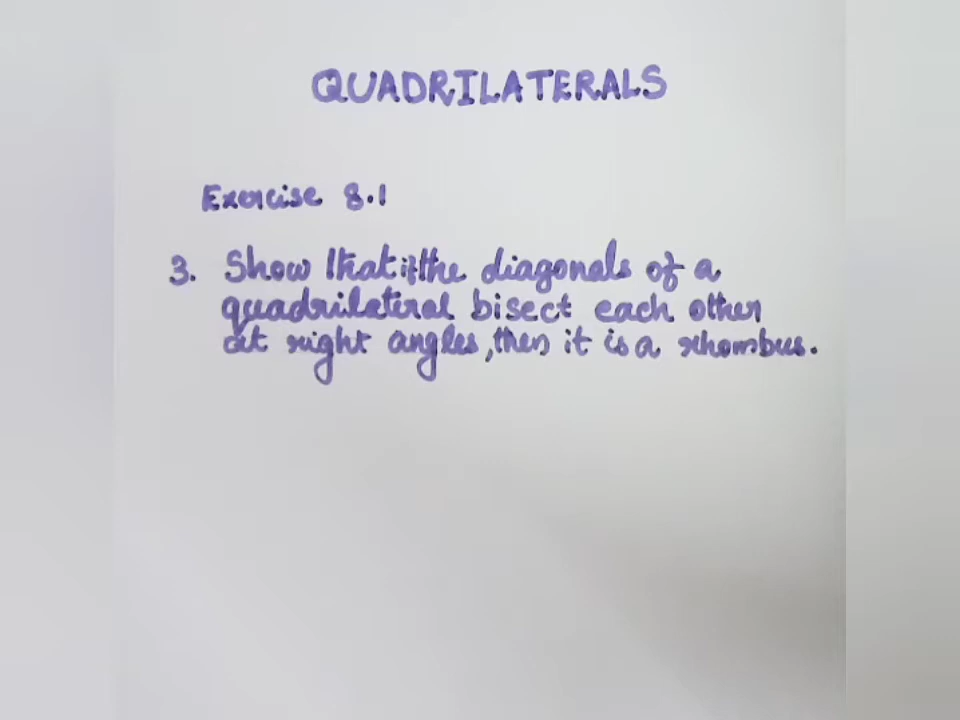 QUADRILATERALS
Exercise 8.1
3. Show that if the diagonals of a
quadrilateral bisect each other
at right angles, then it is a rhombus.